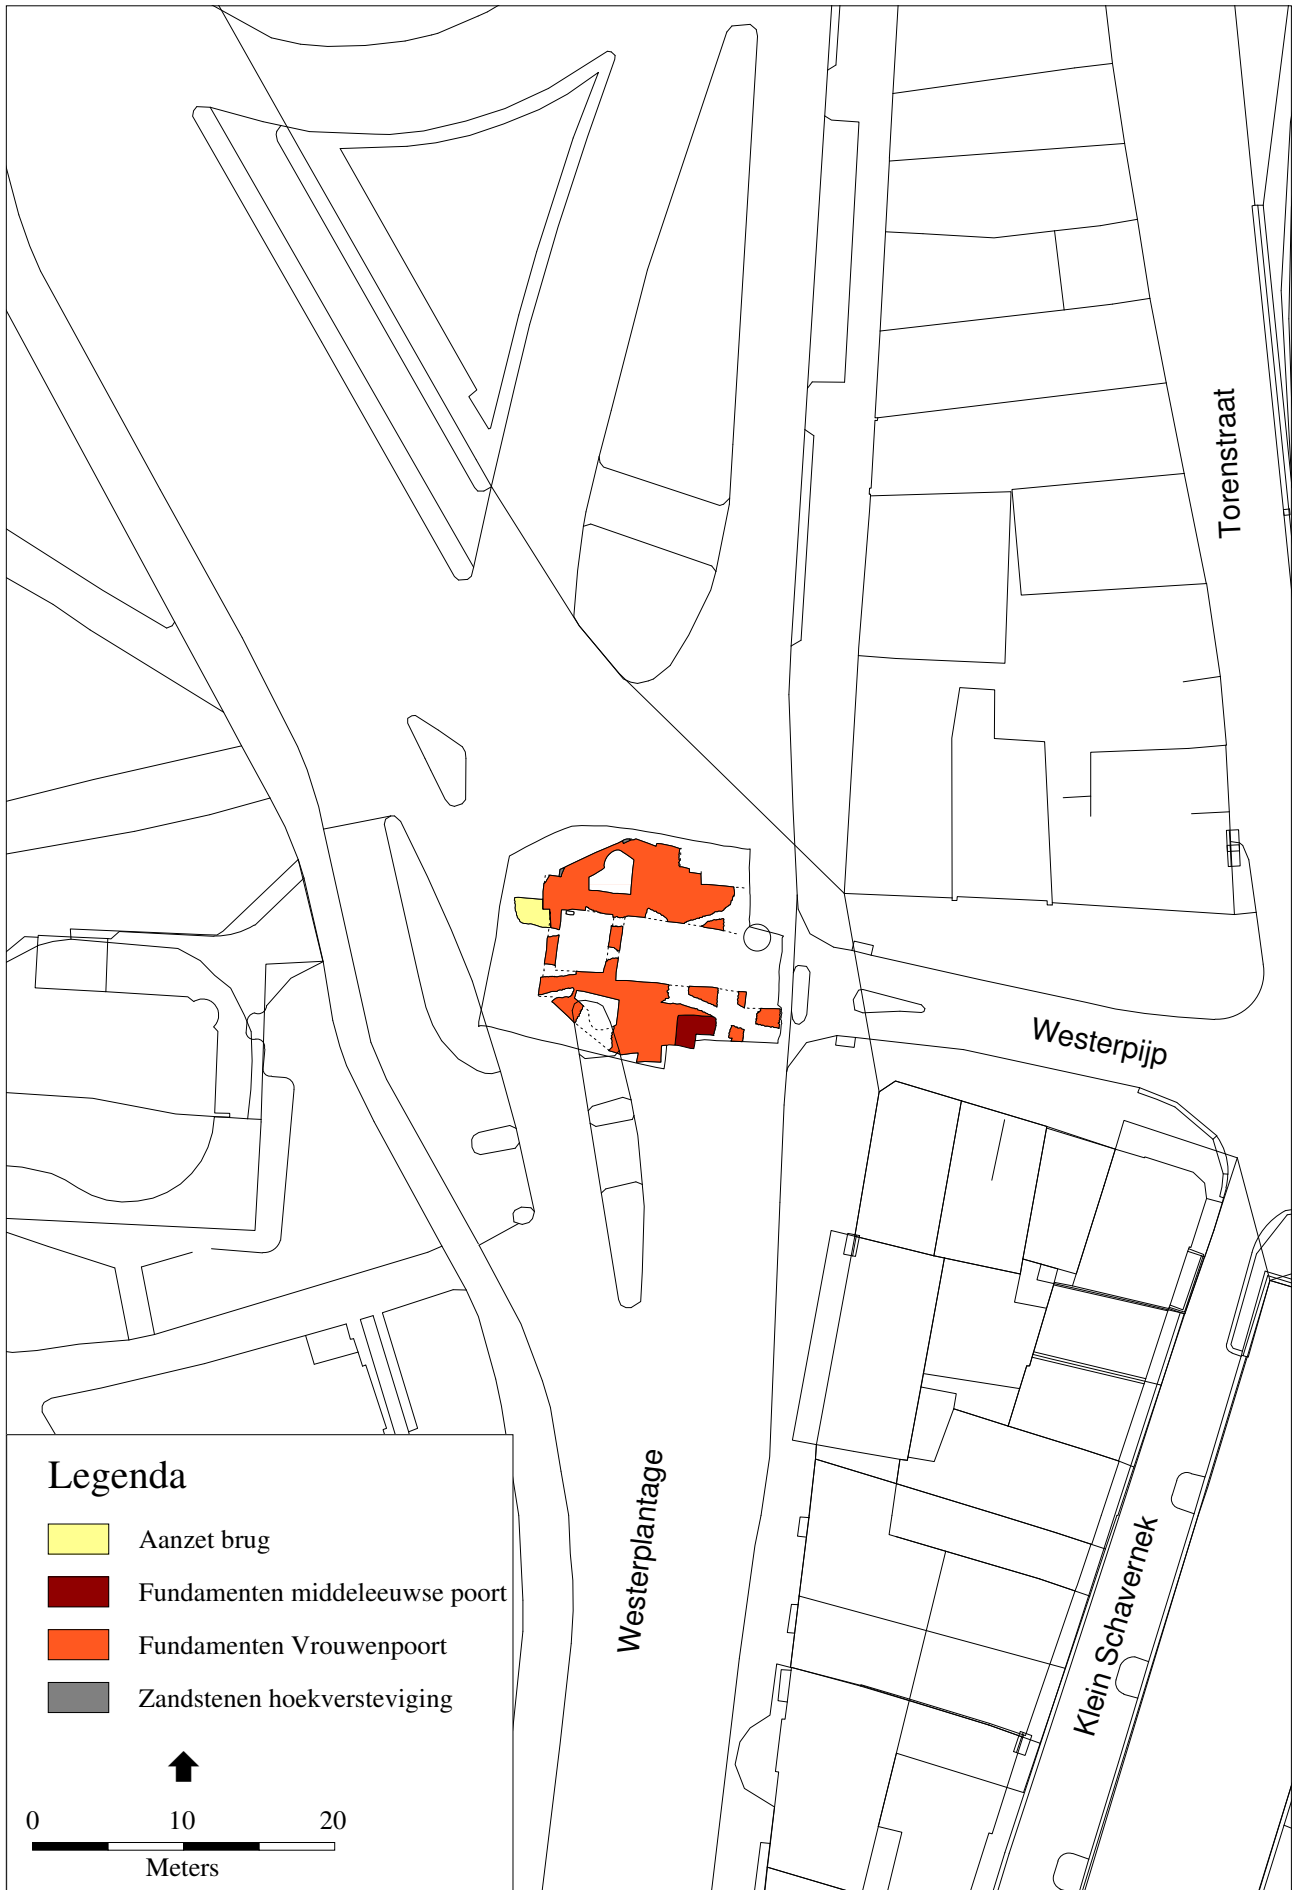 Torenstraat
Westerpijp
Westerplantage
Klein Schavernek
Legenda
Aanzet brug
Fundamenten middeleeuwse poort
Fundamenten Vrouwenpoort
Zandstenen hoekversteviging
0 10 20
Meters